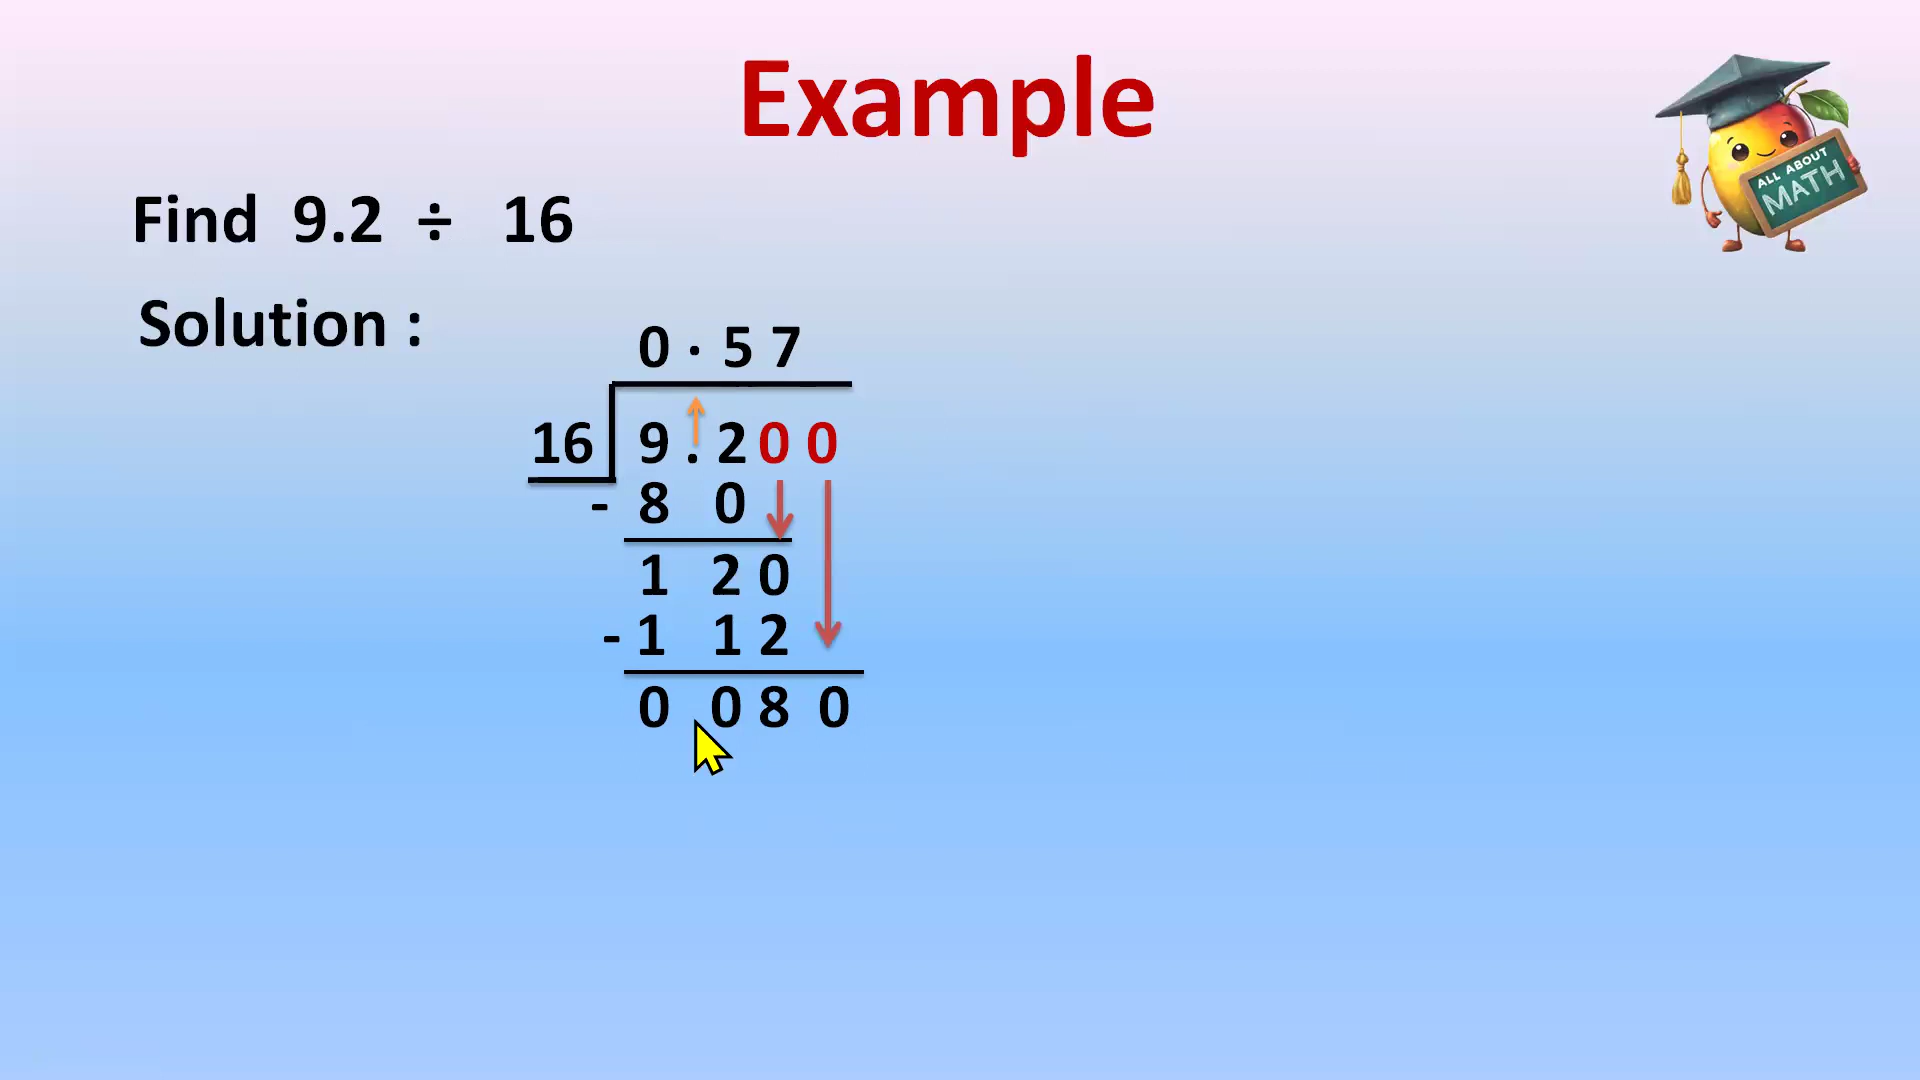 Example
ALL ABOUT
MATH
Find 9.2 ÷ 16
Solution :
0 . 5 7
16 9 . 2 0 0
- 8 0
1 2 0
- 1 1 2
0 0 8 0